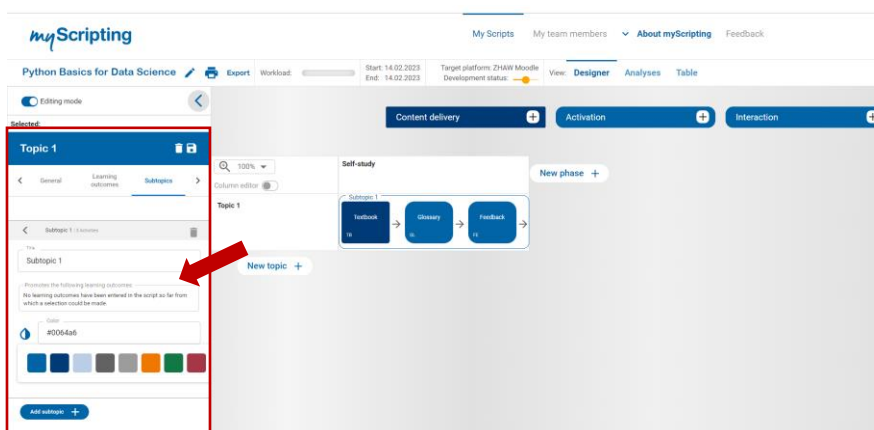 myScripting
My Scripts My team members About myScripting Feedback
Python Basics for Data Science Export Workload: Start: 14.02.2023 Target platform: ZHAW Moodle View: Designer Analyses Table
End: 14.02.2023 Development status:
Editing mode
Selected:
Content delivery + Activation + Interaction +
Topic 1
General Learning outcomes Subtopics
100%
Column editor
Self-study
New phase +
Topic 1
Subtopic 1
Textbook → Glossary → Feedback →
TB GL FE
New topic +
Subtopic 1 / 3 Activities
Title
Subtopic 1
Promotes the following learning outcomes
No learning outcomes have been entered in the script so far from
which a selection could be made.
Color
#0064a6
Add subtopic +